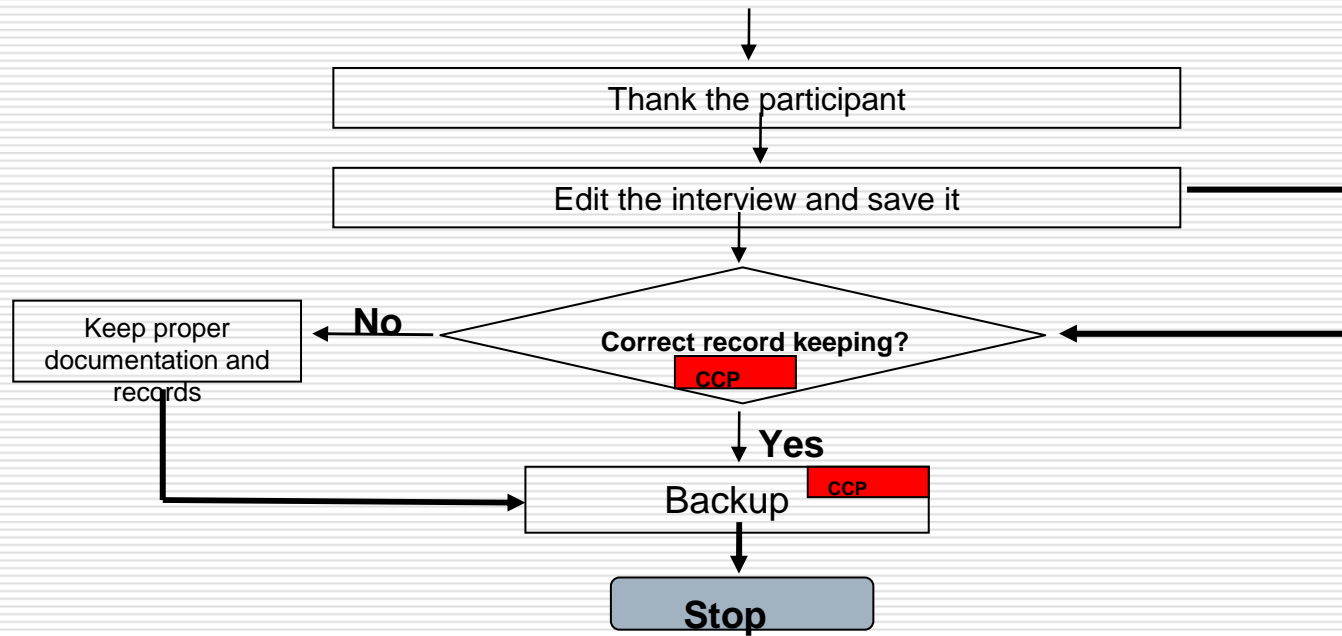 Thank the participant
Edit the interview and save it
No
Keep proper
documentation and
records
Correct record keeping?
CCP
Yes
Backup
CCP
Stop